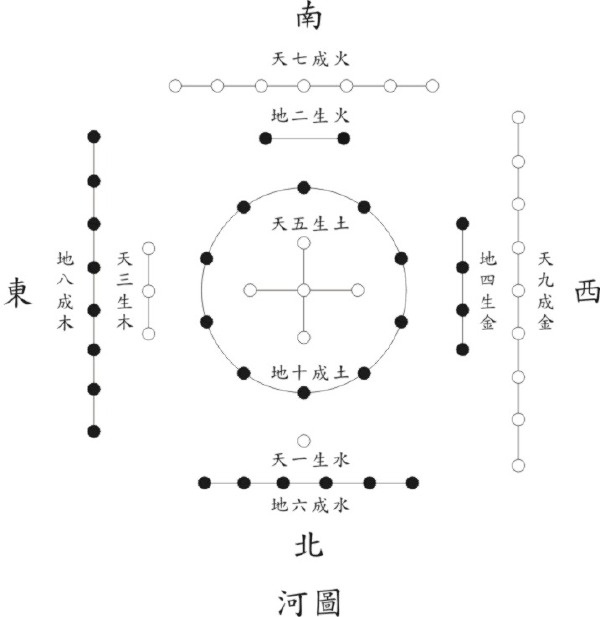 南
天七成火
地二生火
東
地八成木
天三生木
天五生土
地十成土
地四生金
天九成金
西
天一生水
地六成水
北
河圖